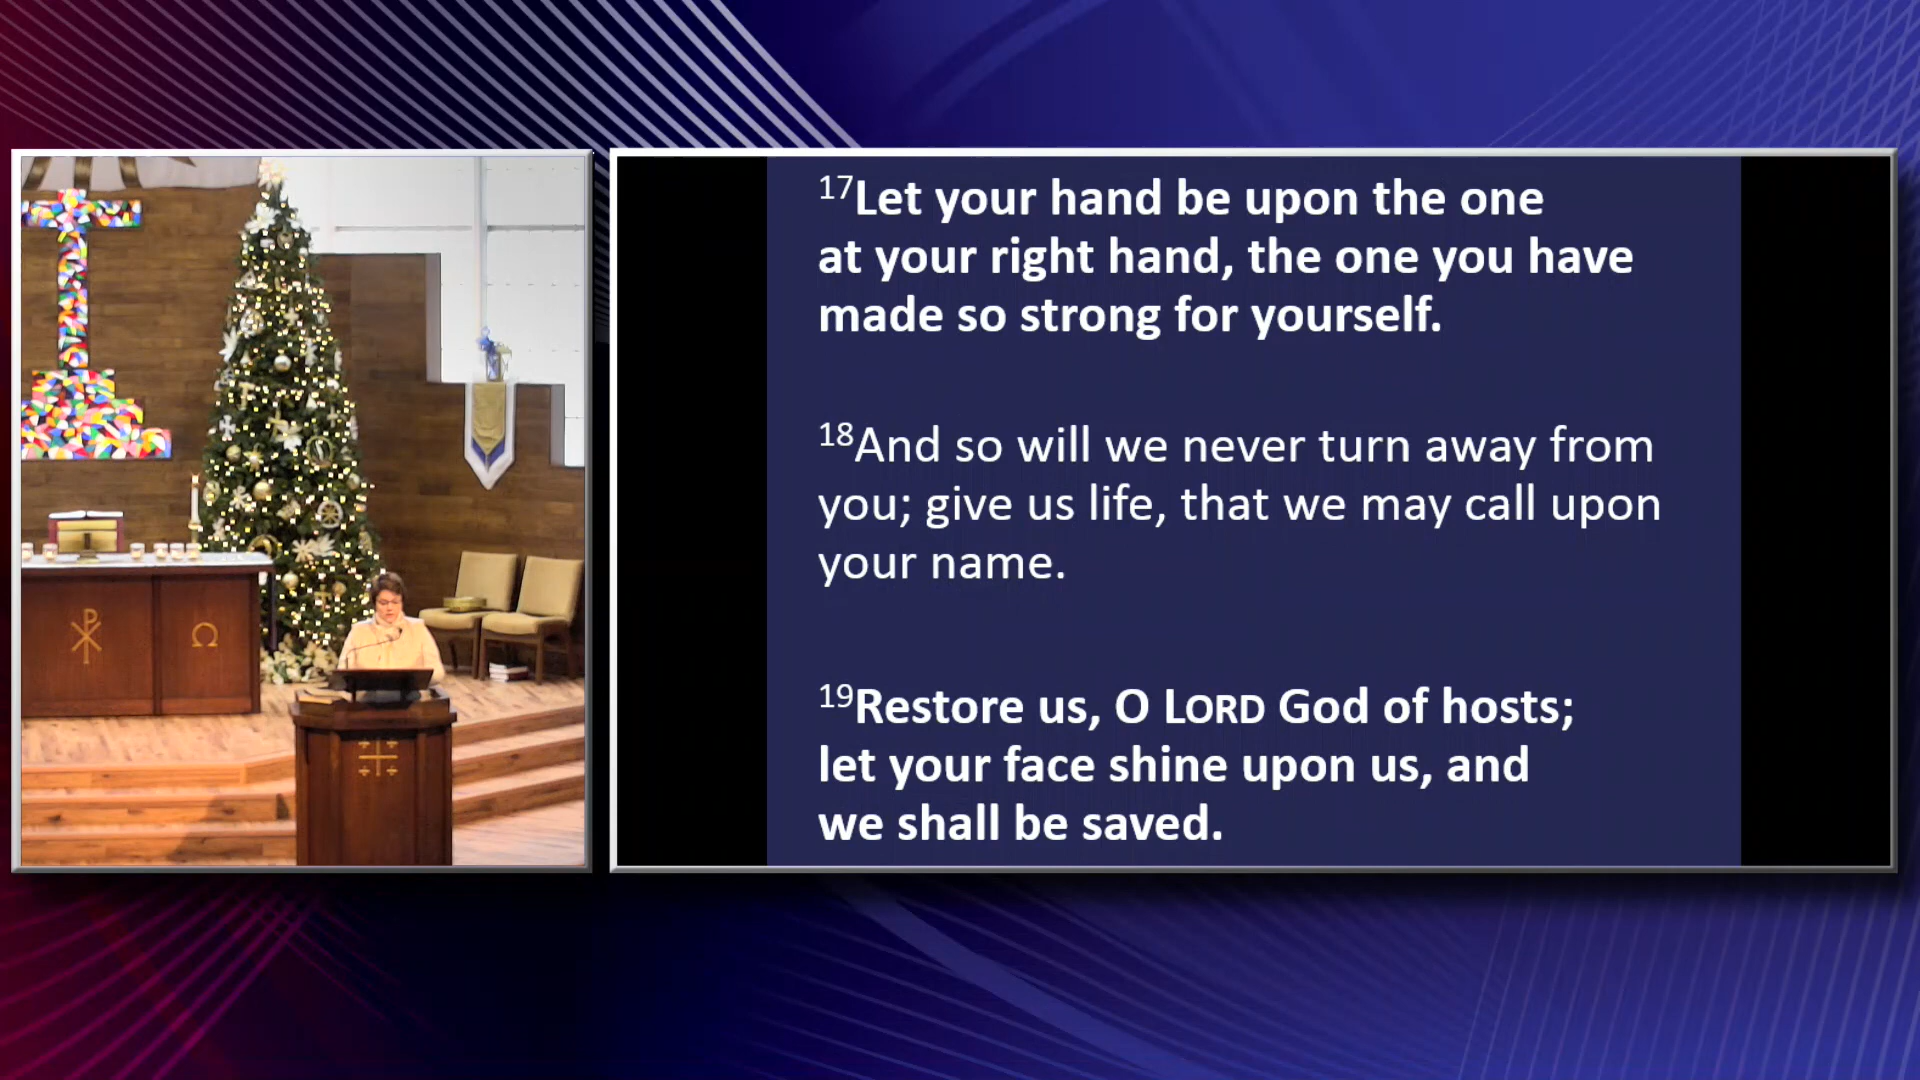 17Let your hand be upon the one
at your right hand, the one you have
made so strong for yourself.
18And so will we never turn away from
you; give us life, that we may call upon
your name.
19Restore us, O LORD God of hosts;
let your face shine upon us, and
we shall be saved.
Ω